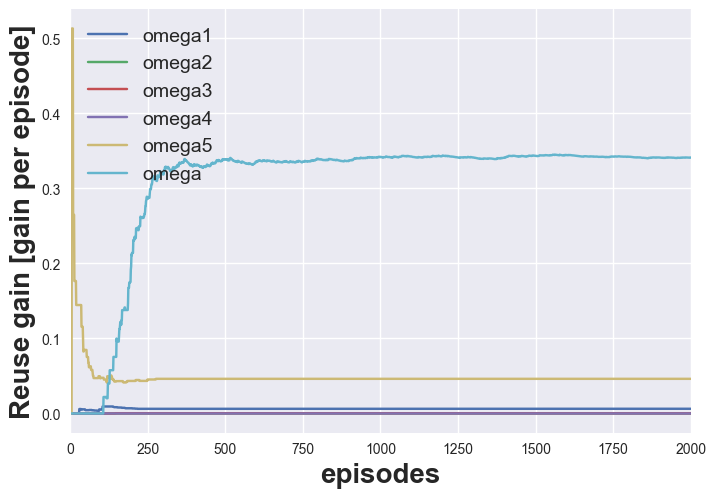 Reuse gain [gain per episode]
0.5
0.4
0.3
0.2
0.1
0.0
omega1
omega2
omega3
omega4
omega5
omega
0
250
500
750
1000
1250
1500
1750
2000
episodes